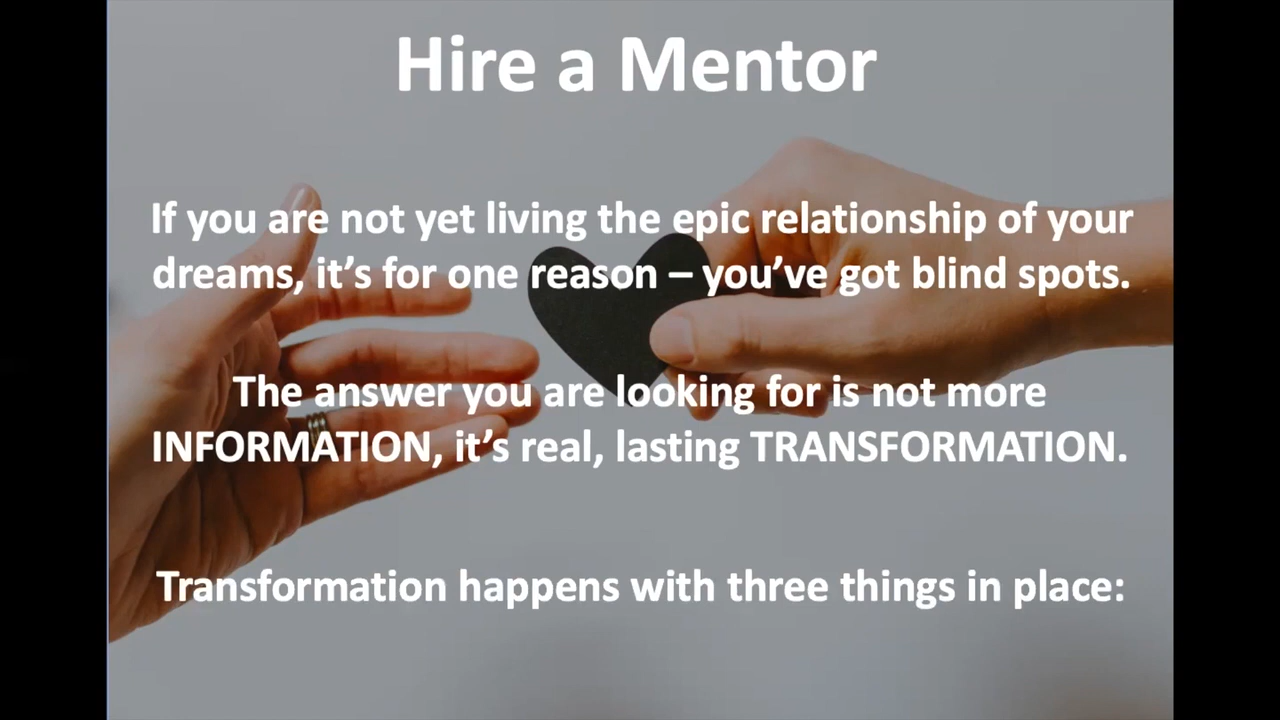 Hire a Mentor
If you are not yet living the epic relationship of your
dreams, it’s for one reason – you’ve got blind spots.
The answer you are looking for is not more
INFORMATION, it’s real, lasting TRANSFORMATION.
Transformation happens with three things in place: